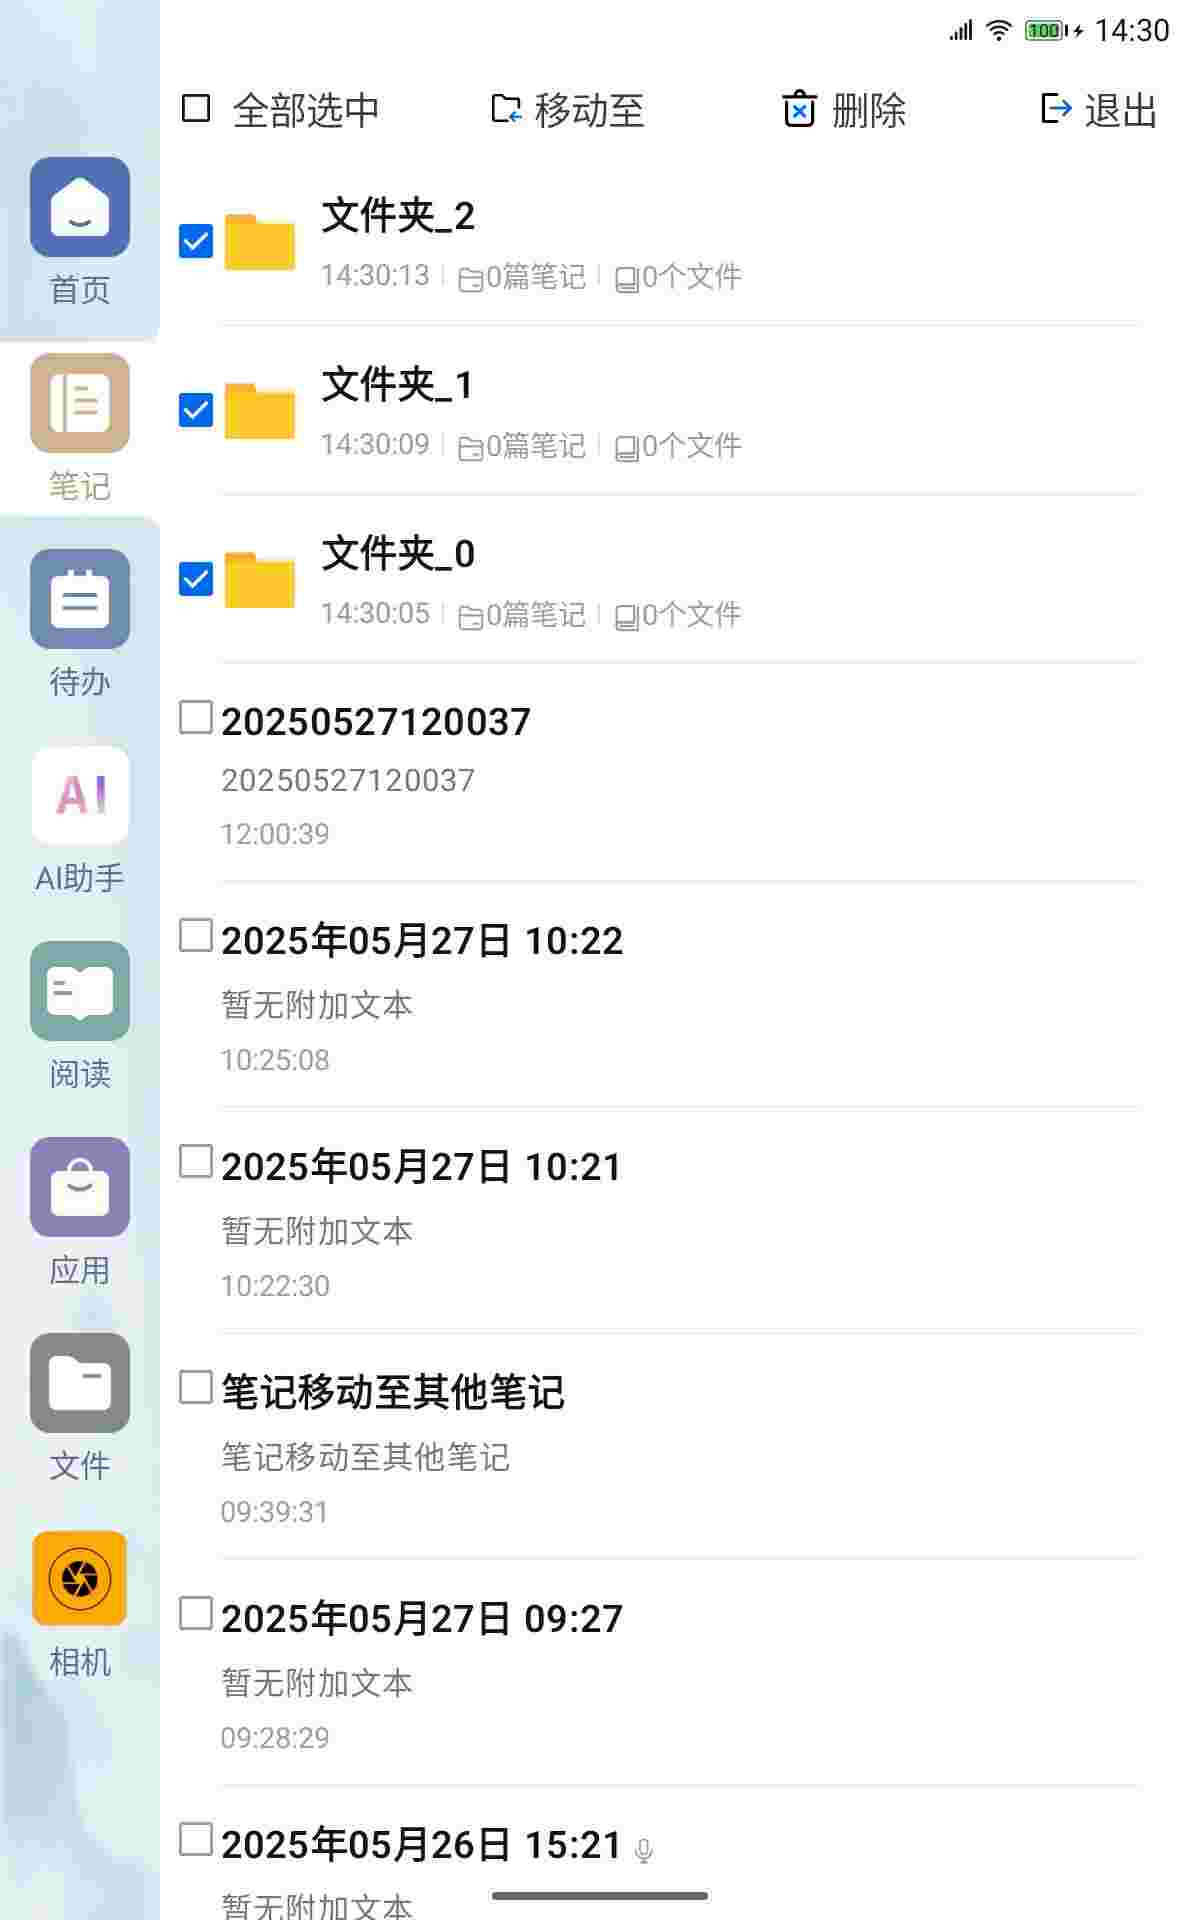 100 14:30
全部选中 移动至 删除 退出
首页
笔记
待办
AI
AI助手
阅读
应用
文件
相机
文件夹_2
14:30:13 0篇笔记 0个文件
文件夹_1
14:30:09 0篇笔记 0个文件
文件夹_0
14:30:05 0篇笔记 0个文件
20250527120037
20250527120037
12:00:39
2025年05月27日 10:22
暂无附加文本
10:25:08
2025年05月27日 10:21
暂无附加文本
10:22:30
笔记移动至其他笔记
笔记移动至其他笔记
09:39:31
2025年05月27日 09:27
暂无附加文本
09:28:29
2025年05月26日 15:21
暂无附加文本